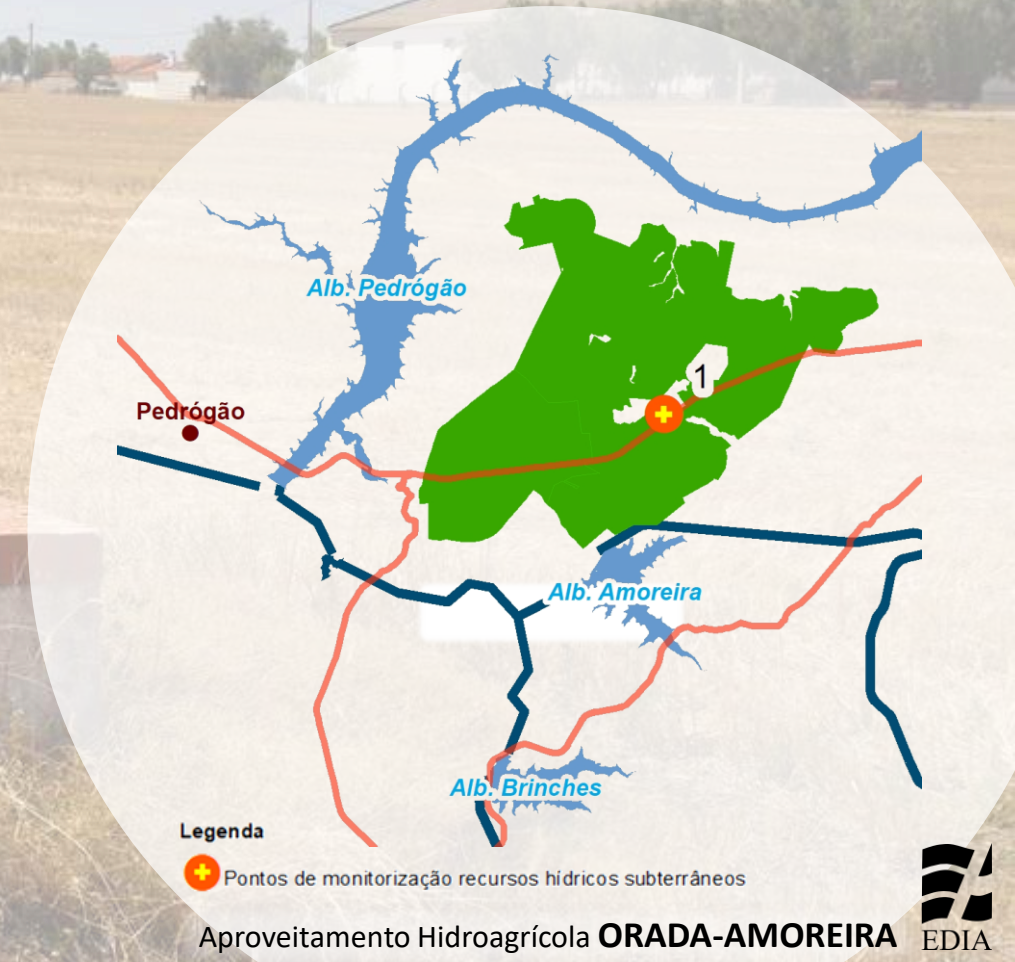 Alb. Pedrógão
1
Pedrógão
Alb. Amoreira
Alb. Brinches
Legenda
Pontos de monitorização recursos hídricos subterrâneos
Aproveitamento Hidroagrícola ORADA-AMOREIRA
EDIA